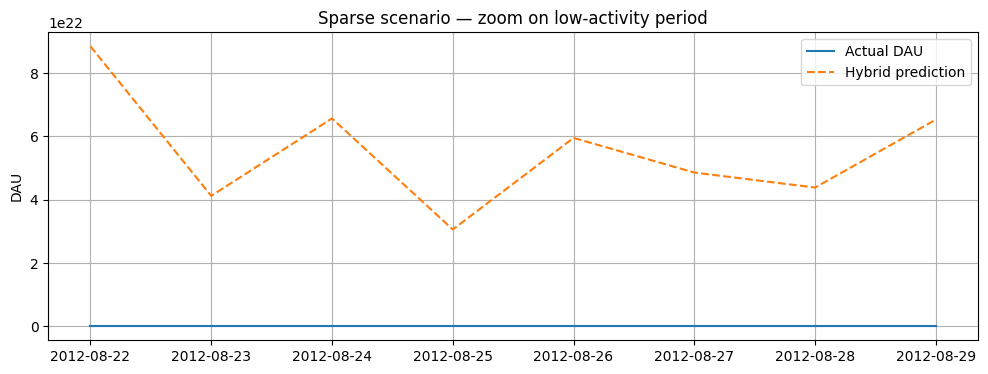 Sparse scenario — zoom on low-activity period
1e22
Actual DAU
Hybrid prediction
8
6
4
2
0
DAU
2012-08-22 2012-08-23 2012-08-24 2012-08-25 2012-08-26 2012-08-27 2012-08-28 2012-08-29